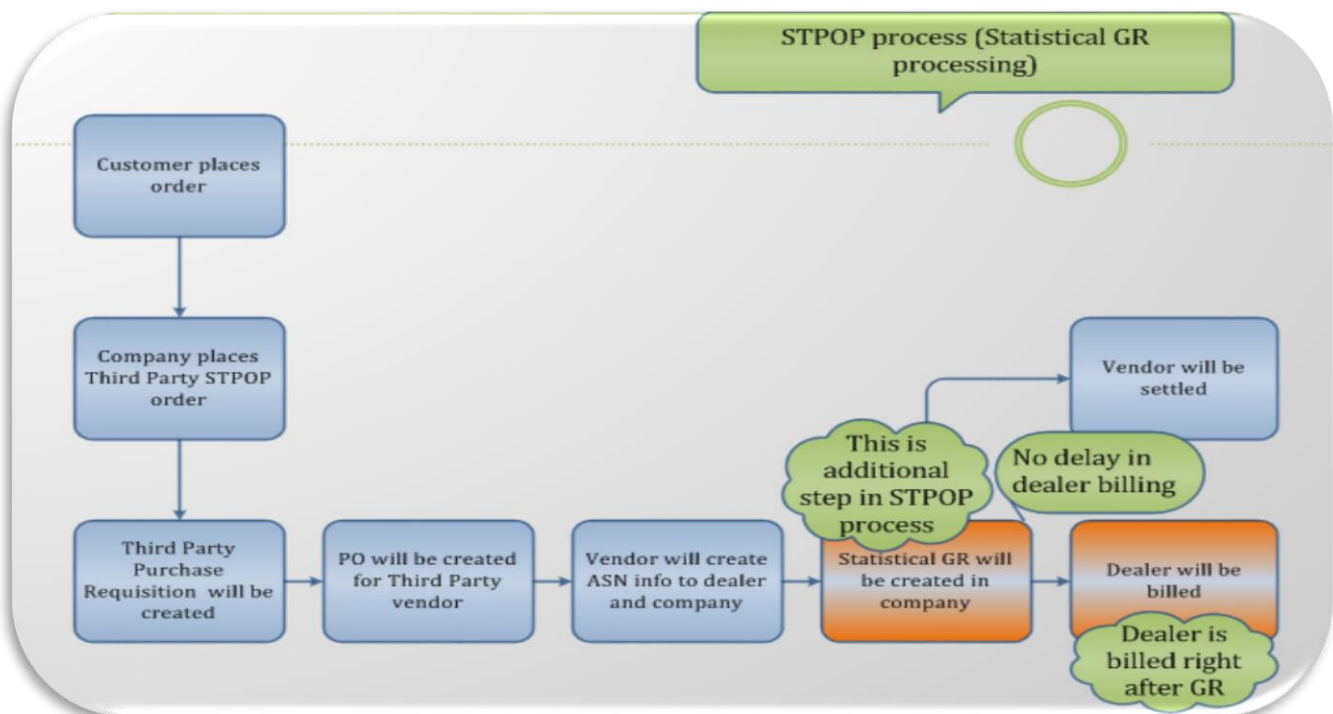 STPOP process (Statistical GR
processing)
Customer places
order
Company places
Third Party STPOP
order
Vendor will be
settled
This is
additional
step in STPOP
process
No delay in
dealer billing
Third Party
Purchase
Requisition will be
created
PO will be created
for Third Party
vendor
Vendor will create
ASN info to dealer
and company
Statistical GR will
be created in
company
Dealer will be
billed
Dealer is
billed right
after GR